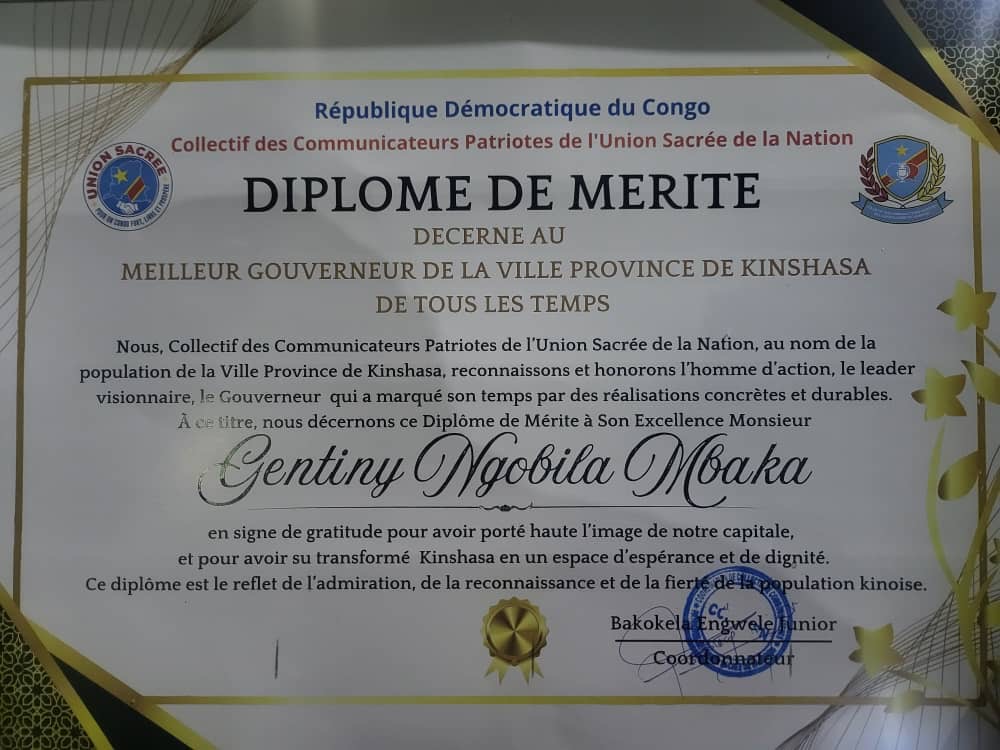 République Démocratique du Congo
Collectif des Communicateurs Patriotes de l'Union Sacrée de la Nation
UNION SACREE
POUR UN CONGO FORT, UNIE ET PROSPERE
DIPLOME DE MERITE
DECERNE AU
MEILLEUR GOUVERNEUR DE LA VILLE PROVINCE DE KINSHASA
DE TOUS LES TEMPS
Nous, Collectif des Communicateurs Patriotes de l'Union Sacrée de la Nation, au nom de la
population de la Ville Province de Kinshasa, reconnaissons et honorons l'homme d'action, le leader
visionnaire, le Gouverneur qui a marqué son temps par des réalisations concrètes et durables.
À ce titre, nous décernons ce Diplôme de Mérite à Son Excellence Monsieur
Gentiny Ngobila Mbaka
en signe de gratitude pour avoir porté haute l'image de notre capitale,
et pour avoir su transformé Kinshasa en un espace d'espérance et de dignité.
Ce diplôme est le reflet de l'admiration, de la reconnaissance et de la fierté de la population kinoise.
Bakokela Engwele Junior
Coordonnateur